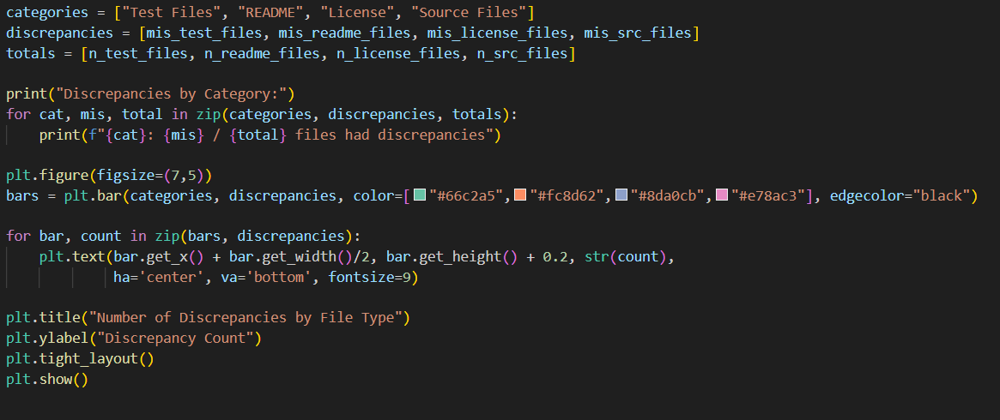 categories = ["Test Files", "README", "License", "Source Files"]
discrepancies = [mis_test_files, mis_readme_files, mis_license_files, mis_src_files]
totals = [n_test_files, n_readme_files, n_license_files, n_src_files]
print("Discrepancies by Category:")
for cat, mis, total in zip(categories, discrepancies, totals):
    print(f"{cat}: {mis} / {total} files had discrepancies")
plt.figure(figsize=(7,5))
bars = plt.bar(categories, discrepancies, color=["#66c2a5","#fc8d62","#8da0cb","#e78ac3"], edgecolor="black")
for bar, count in zip(bars, discrepancies):
    plt.text(bar.get_x() + bar.get_width()/2, bar.get_height() + 0.2, str(count),
             ha='center', va='bottom', fontsize=9)
plt.title("Number of Discrepancies by File Type")
plt.ylabel("Discrepancy Count")
plt.tight_layout()
plt.show()